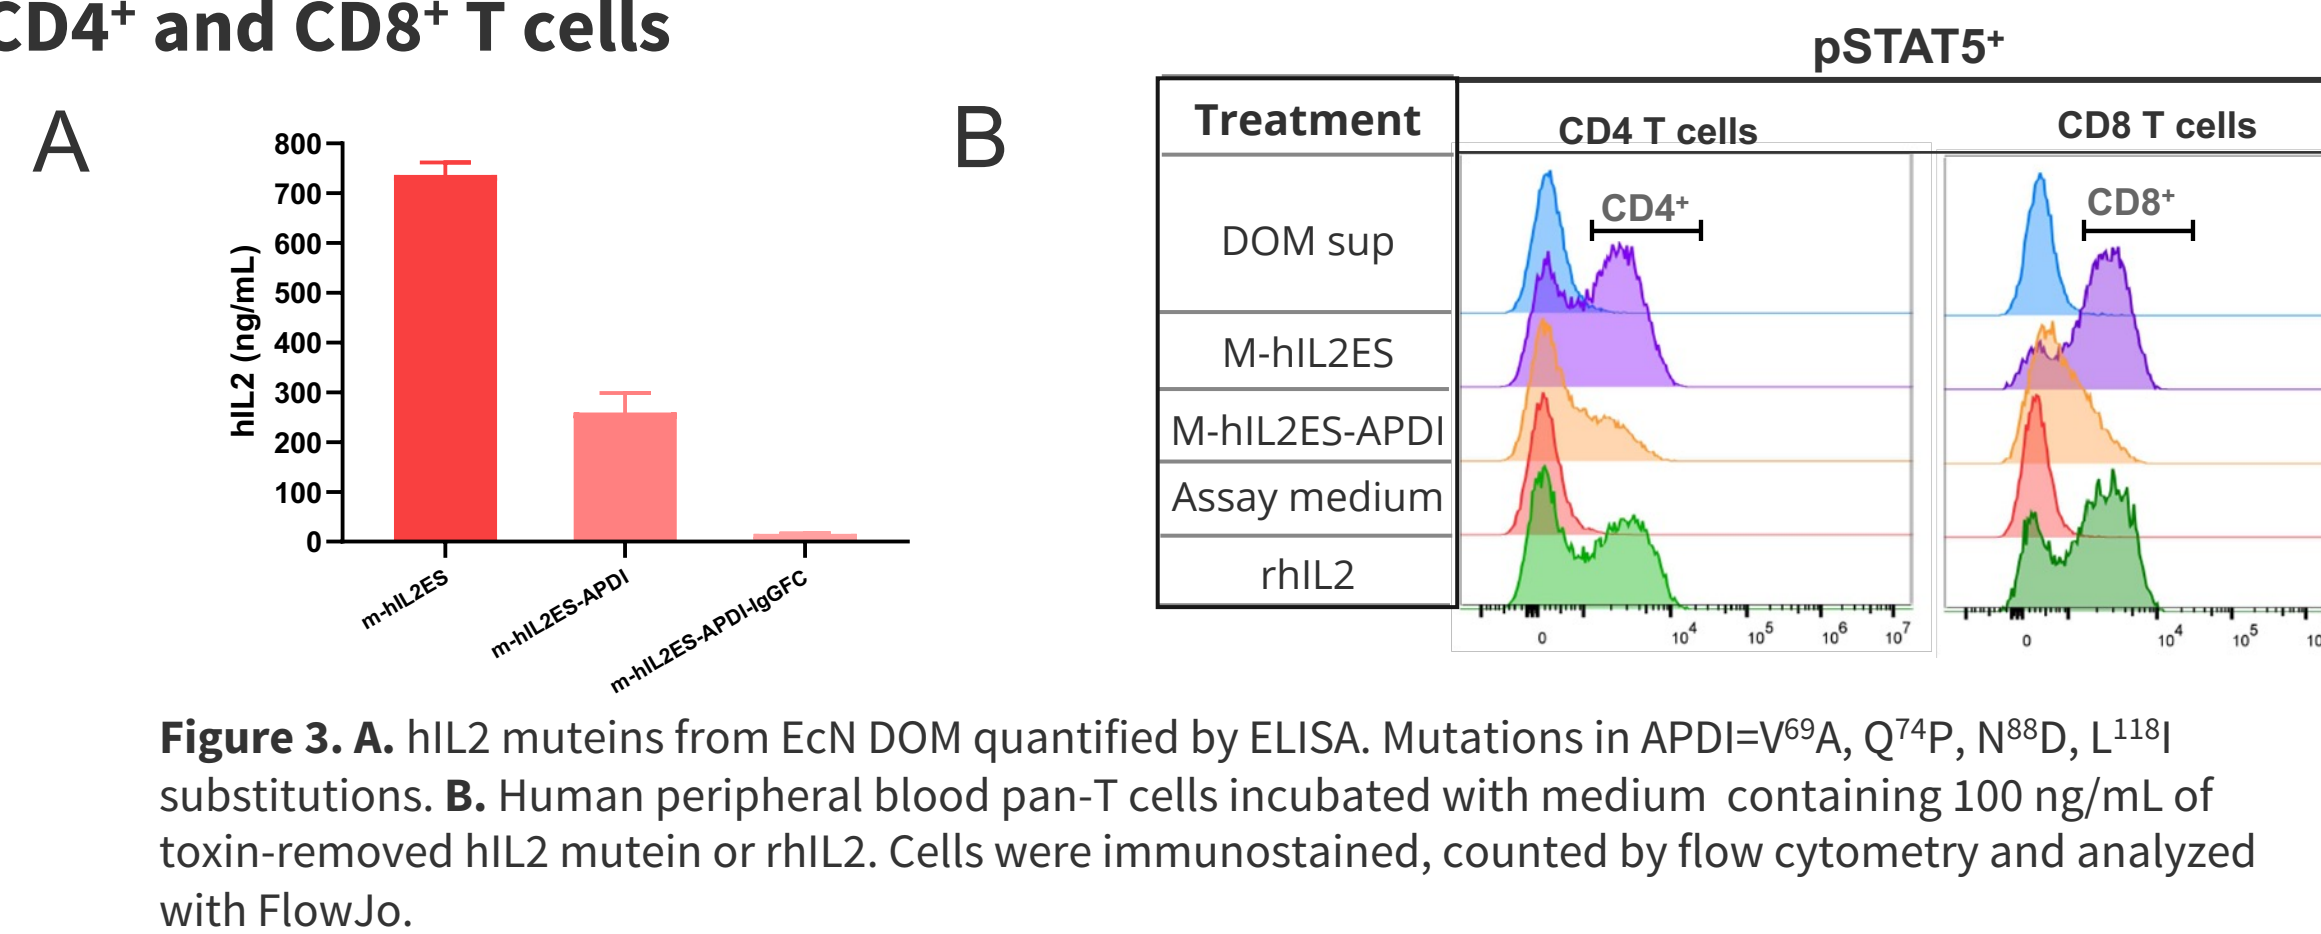 CD4⁺ and CD8⁺ T cells
A
800
700
600
500
400
300
200
100
0
hIL2 (ng/mL)
m-hIL2ES
m-hIL2ES-APDI
m-hIL2ES-APDI-IgGFC
B
pSTAT5⁺
Treatment
CD4 T cells
CD8 T cells
CD4⁺
CD8⁺
DOM sup
M-hIL2ES
M-hIL2ES-APDI
Assay medium
rhIL2
0 10⁴ 10⁵ 10⁶ 10⁷
0 10⁴ 10⁵ 10
Figure 3. A. hIL2 muteins from EcN DOM quantified by ELISA. Mutations in APDI=V⁶⁹A, Q⁷⁴P, N⁸⁸D, L¹¹⁸I
substitutions. B. Human peripheral blood pan-T cells incubated with medium containing 100 ng/mL of
toxin-removed hIL2 mutein or rhIL2. Cells were immunostained, counted by flow cytometry and analyzed
with FlowJo.